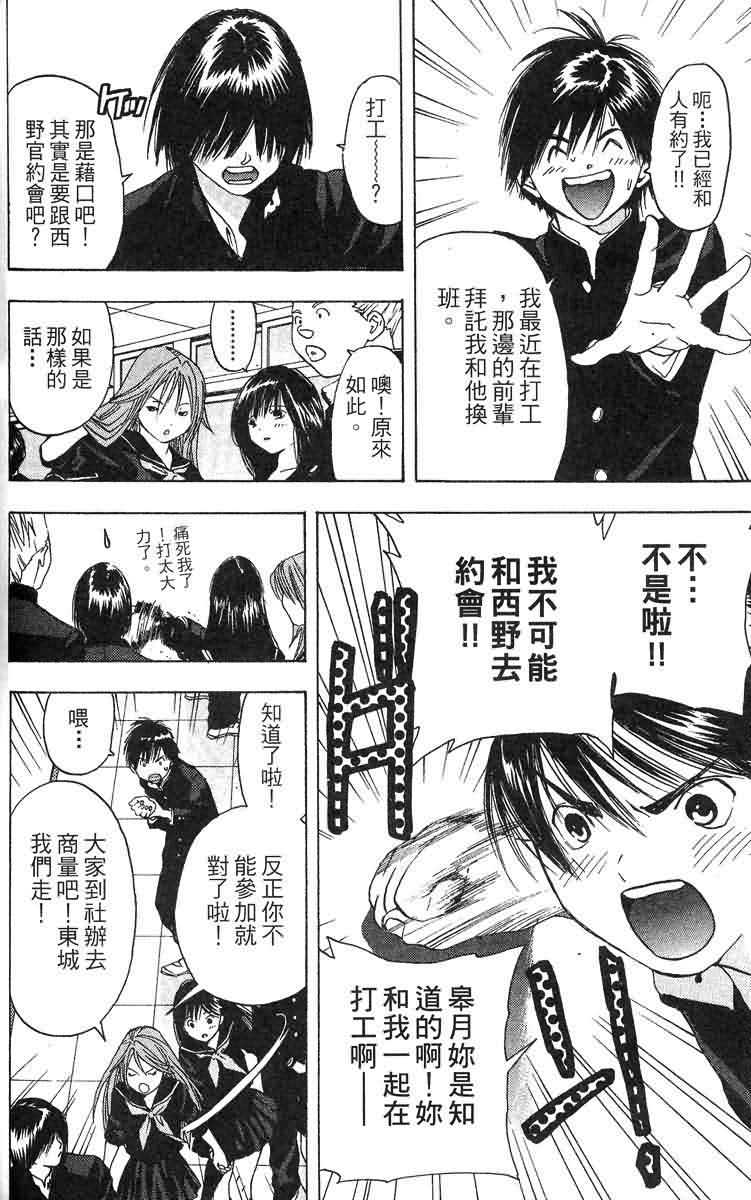 呃…我已經和
人有約了!!
我最近在打工
，那邊的前輩
拜託我和他換
班。
打工～～～?
那是藉口吧!
其實是要跟西
野官約會吧?
ケッ
噢!原來
如此。
………
如果是
那樣的
話…
不…
不是啦!!
我不可能
和西野去
約會!!
皋月妳是知
道的啊!妳
和我一起在
打工啊——
痛死我了
!打太大
力了。
知道了啦!
反正你不
能參加就
對了啦!
喂…
大家到社辦去
商量吧!東城
我們走!